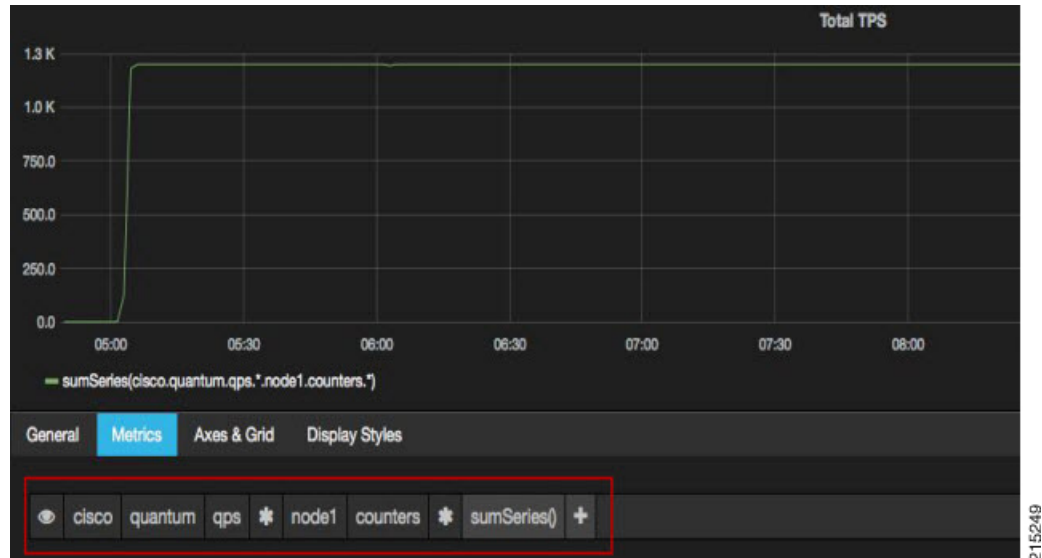 Total TPS
1.3 K
1.0 K
750.0
500.0
250.0
0.0
05:00 05:30 06:00 06:30 07:00 07:30 08:00
sumSeries(cisco.quantum.qps.*.node1.counters.*)
General Metrics Axes & Grid Display Styles
cisco quantum qps * node1 counters * sumSeries() +
215249